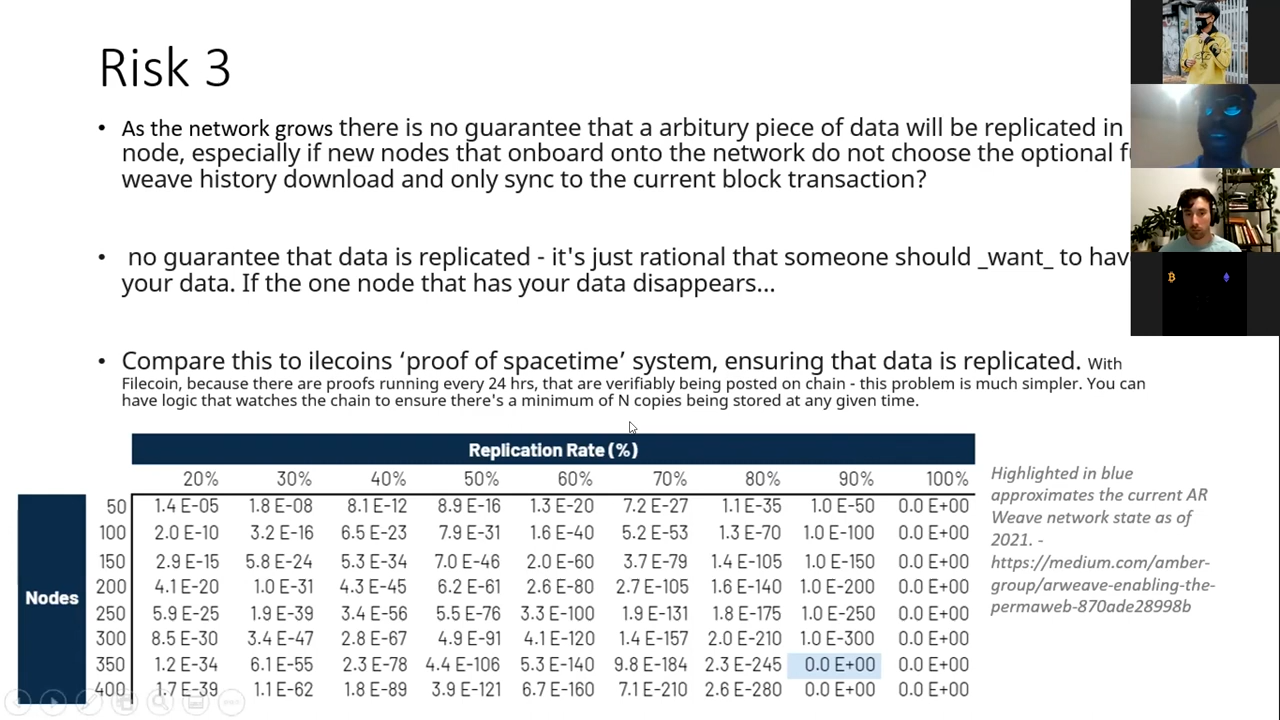 Risk 3
• As the network grows there is no guarantee that a arbitury piece of data will be replicated in
node, especially if new nodes that onboard onto the network do not choose the optional
weave history download and only sync to the current block transaction?
• no guarantee that data is replicated - it's just rational that someone should _want_ to
your data. If the one node that has your data disappears...
• Compare this to ilecoins ‘proof of spacetime’ system, ensuring that data is replicated. With
Filecoin, because there are proofs running every 24 hrs, that are verifiably being posted on chain - this problem is much simpler. You can
have logic that watches the chain to ensure there's a minimum of N copies being stored at any given time.
Replication Rate (%)
20% 30% 40% 50% 60% 70% 80% 90% 100%
50 1.4 E-05 1.8 E-08 8.1 E-12 8.9 E-16 1.3 E-20 7.2 E-27 1.1 E-35 1.0 E-50 0.0 E+00
100 2.0 E-10 3.2 E-16 6.5 E-23 7.9 E-31 1.6 E-40 5.2 E-53 1.3 E-70 1.0 E-100 0.0 E+00
150 2.9 E-15 5.8 E-24 5.3 E-34 7.0 E-46 2.0 E-60 3.7 E-79 1.4 E-105 1.0 E-150 0.0 E+00
Nodes
200 4.1 E-20 1.0 E-31 4.3 E-45 6.2 E-61 2.6 E-80 2.7 E-105 1.6 E-140 1.0 E-200 0.0 E+00
250 5.9 E-25 1.9 E-39 3.4 E-56 5.5 E-76 3.3 E-100 1.9 E-131 1.8 E-175 1.0 E-250 0.0 E+00
300 8.5 E-30 3.4 E-47 2.8 E-67 4.9 E-91 4.1 E-120 1.4 E-157 2.0 E-210 1.0 E-300 0.0 E+00
350 1.2 E-34 6.1 E-55 2.3 E-78 4.4 E-106 5.3 E-140 9.8 E-184 2.3 E-245 0.0 E+00 0.0 E+00
400 1.7 E-39 1.1 E-62 1.8 E-89 3.9 E-121 6.7 E-160 7.1 E-210 2.6 E-280 0.0 E+00 0.0 E+00
Highlighted in blue
approximates the current AR
Weave network state as of
2021. -
https://medium.com/amber-
group/arweave-enabling-the-
permaweb-870ade28998b